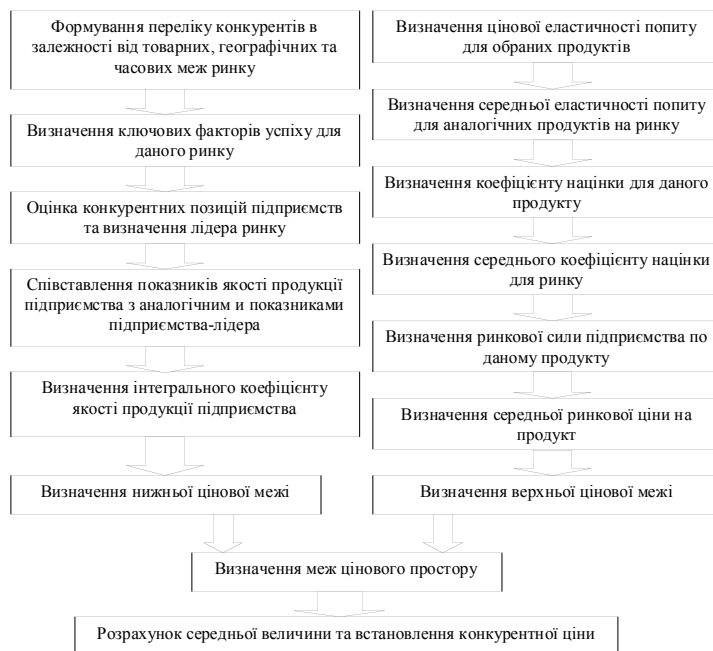 Формування переліку конкурентів в
залежності від товарних, географічних та
часових меж ринку
Визначення ключових факторів успіху для
даного ринку
Оцінка конкурентних позицій підприємств
та визначення лідера ринку
Співставлення показників якості продукції
підприємства з аналогічним и показниками
підприємства-лідера
Визначення інтегрального коефіцієнту
якості продукції підприємства
Визначення нижньої цінової межі
Визначення цінової еластичності попиту
для обраних продуктів
Визначення середньої еластичності попиту
для аналогічних продуктів на ринку
Визначення коефіцієнту націнки для даного
продукту
Визначення середнього коефіцієнту націнки
для ринку
Визначення ринкової сили підприємства по
даному продукту
Визначення середньої ринкової ціни на
продукт
Визначення верхньої цінової межі
Визначення меж цінового простору
Розрахунок середньої величини та встановлення конкурентної ціни